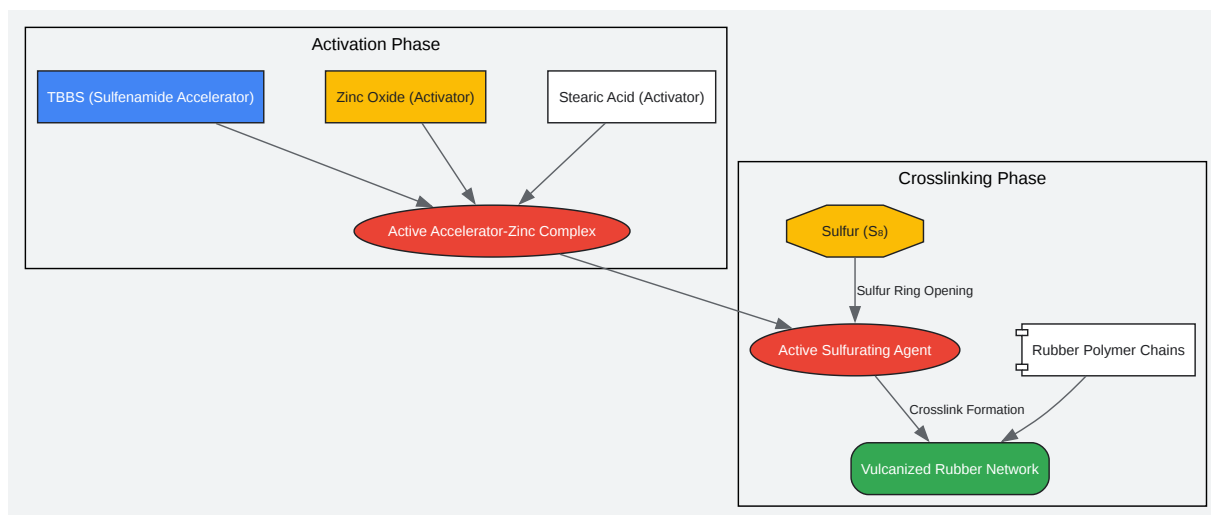 Activation Phase
TBBS (Sulfenamide Accelerator)
Zinc Oxide (Activator)
Stearic Acid (Activator)
Active Accelerator-Zinc Complex
Crosslinking Phase
Sulfur (S₈)
Sulfur Ring Opening
Active Sulfurating Agent
Rubber Polymer Chains
Crosslink Formation
Vulcanized Rubber Network